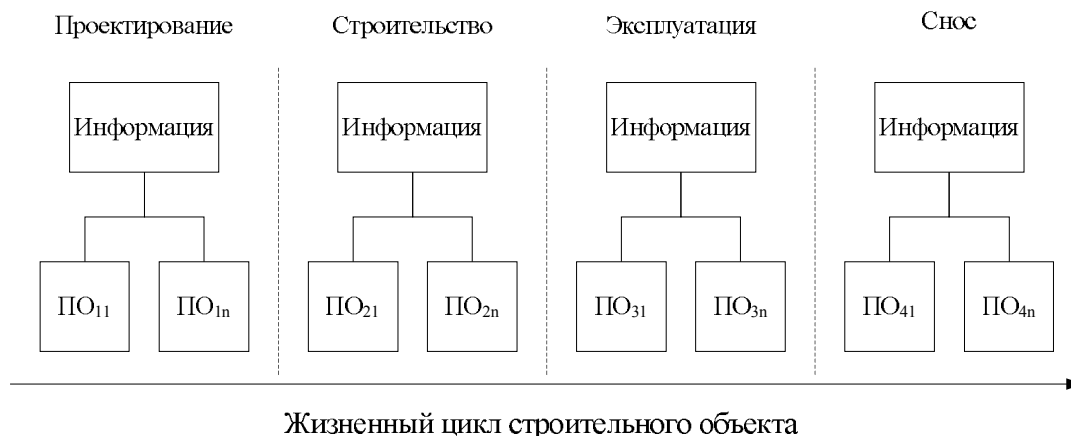 Проектирование
Строительство
Эксплуатация
Снос
Информация
Информация
Информация
Информация
ПО₁₁
ПО₁ₙ
ПО₂₁
ПО₂ₙ
ПО₃₁
ПО₃ₙ
ПО₄₁
ПО₄ₙ
Жизненный цикл строительного объекта